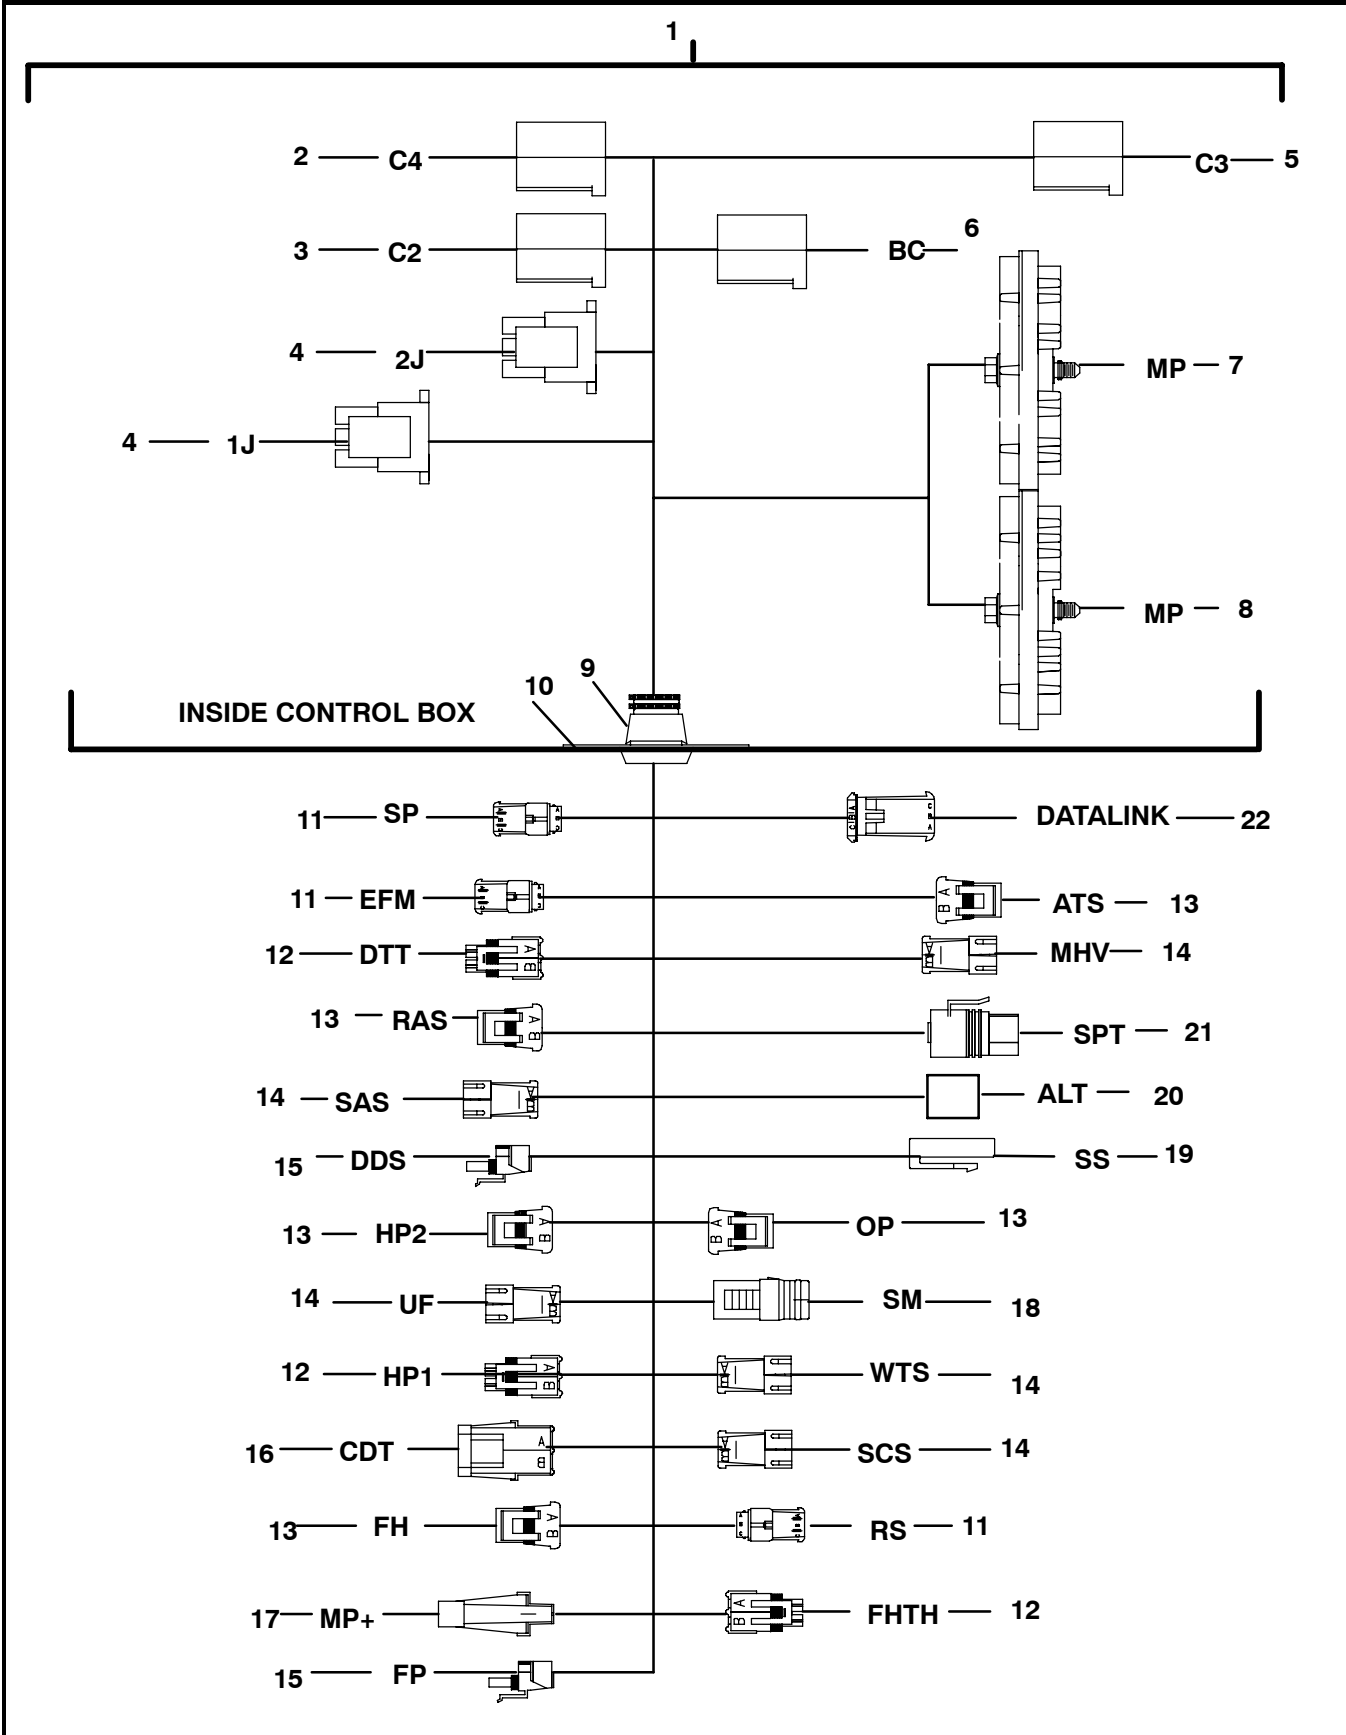 1
2 C4 C3 5
3 C2 BC 6
4 2J MP 7
4 1J
MP 8
9
10
INSIDE CONTROL BOX
11 SP C B A C B A DATALINK 22
11 EFM A B ATS 13
12 DTT A B MHV 14
13 RAS A B SPT 21
14 SAS ALT 20
15 DDS SS 19
13 HP2 A B A B OP 13
14 UF SM 18
12 HP1 A B WTS 14
16 CDT A B SCS 14
13 FH A B RS 11
17 MP+ A B FHTH 12
15 FP